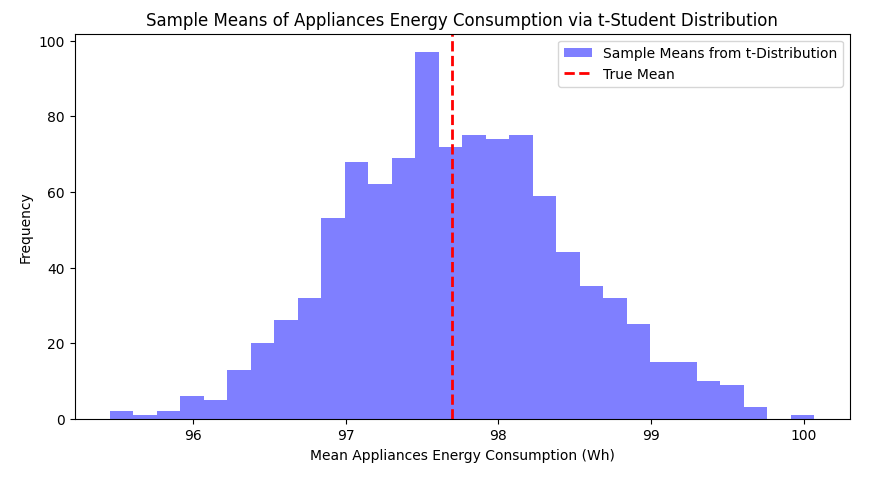 Sample Means of Appliances Energy Consumption via t-Student Distribution
Sample Means from t-Distribution
True Mean
Frequency
100
80
60
40
20
0
96
97
98
99
100
Mean Appliances Energy Consumption (Wh)